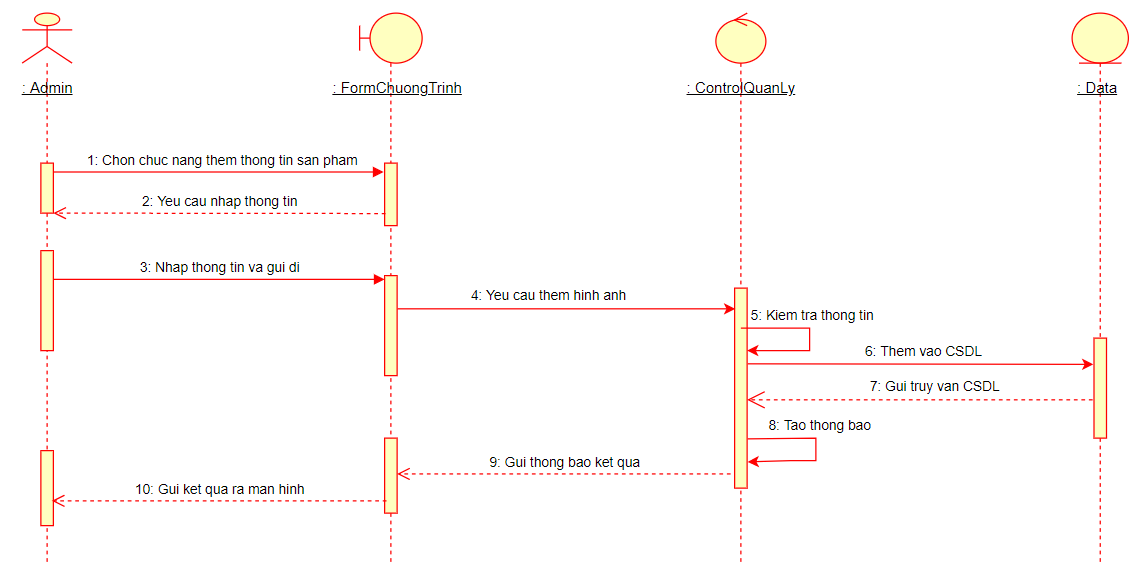 : Admin
: FormChuongTrinh
: ControlQuanLy
: Data
1: Chon chuc nang them thong tin san pham
2: Yeu cau nhap thong tin
3: Nhap thong tin va gui di
4: Yeu cau them hinh anh
5: Kiem tra thong tin
6: Them vao CSDL
7: Gui truy van CSDL
8: Tao thong bao
9: Gui thong bao ket qua
10: Gui ket qua ra man hinh